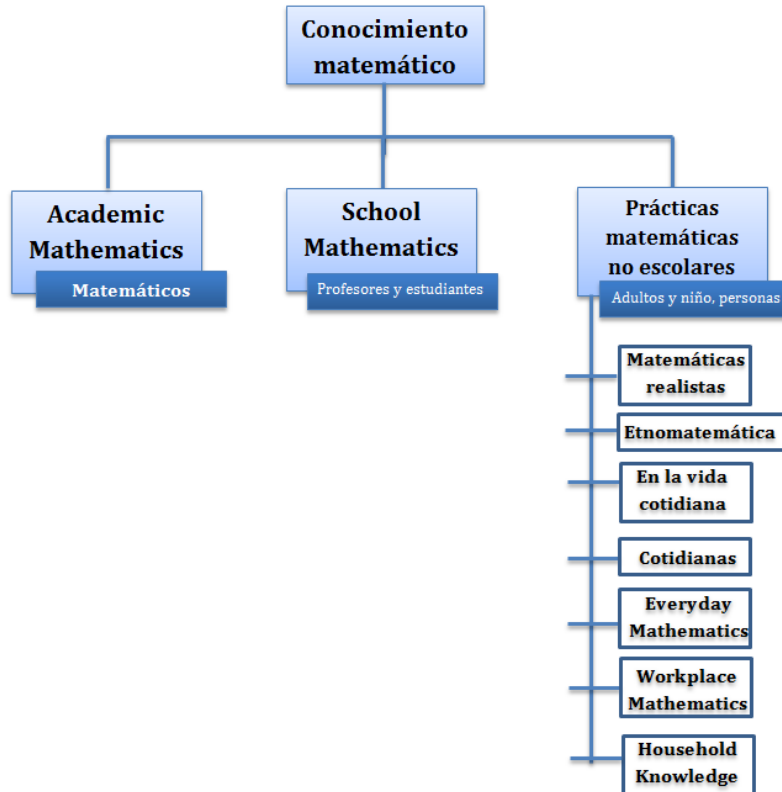 Conocimiento
matemático
Academic
Mathematics
Matemáticos
School
Mathematics
Profesores y estudiantes
Prácticas
matemáticas
no escolares
Adultos y niño, personas
Matemáticas
realistas
Etnomatemática
En la vida
cotidiana
Cotidianas
Everyday
Mathematics
Workplace
Mathematics
Household
Knowledge